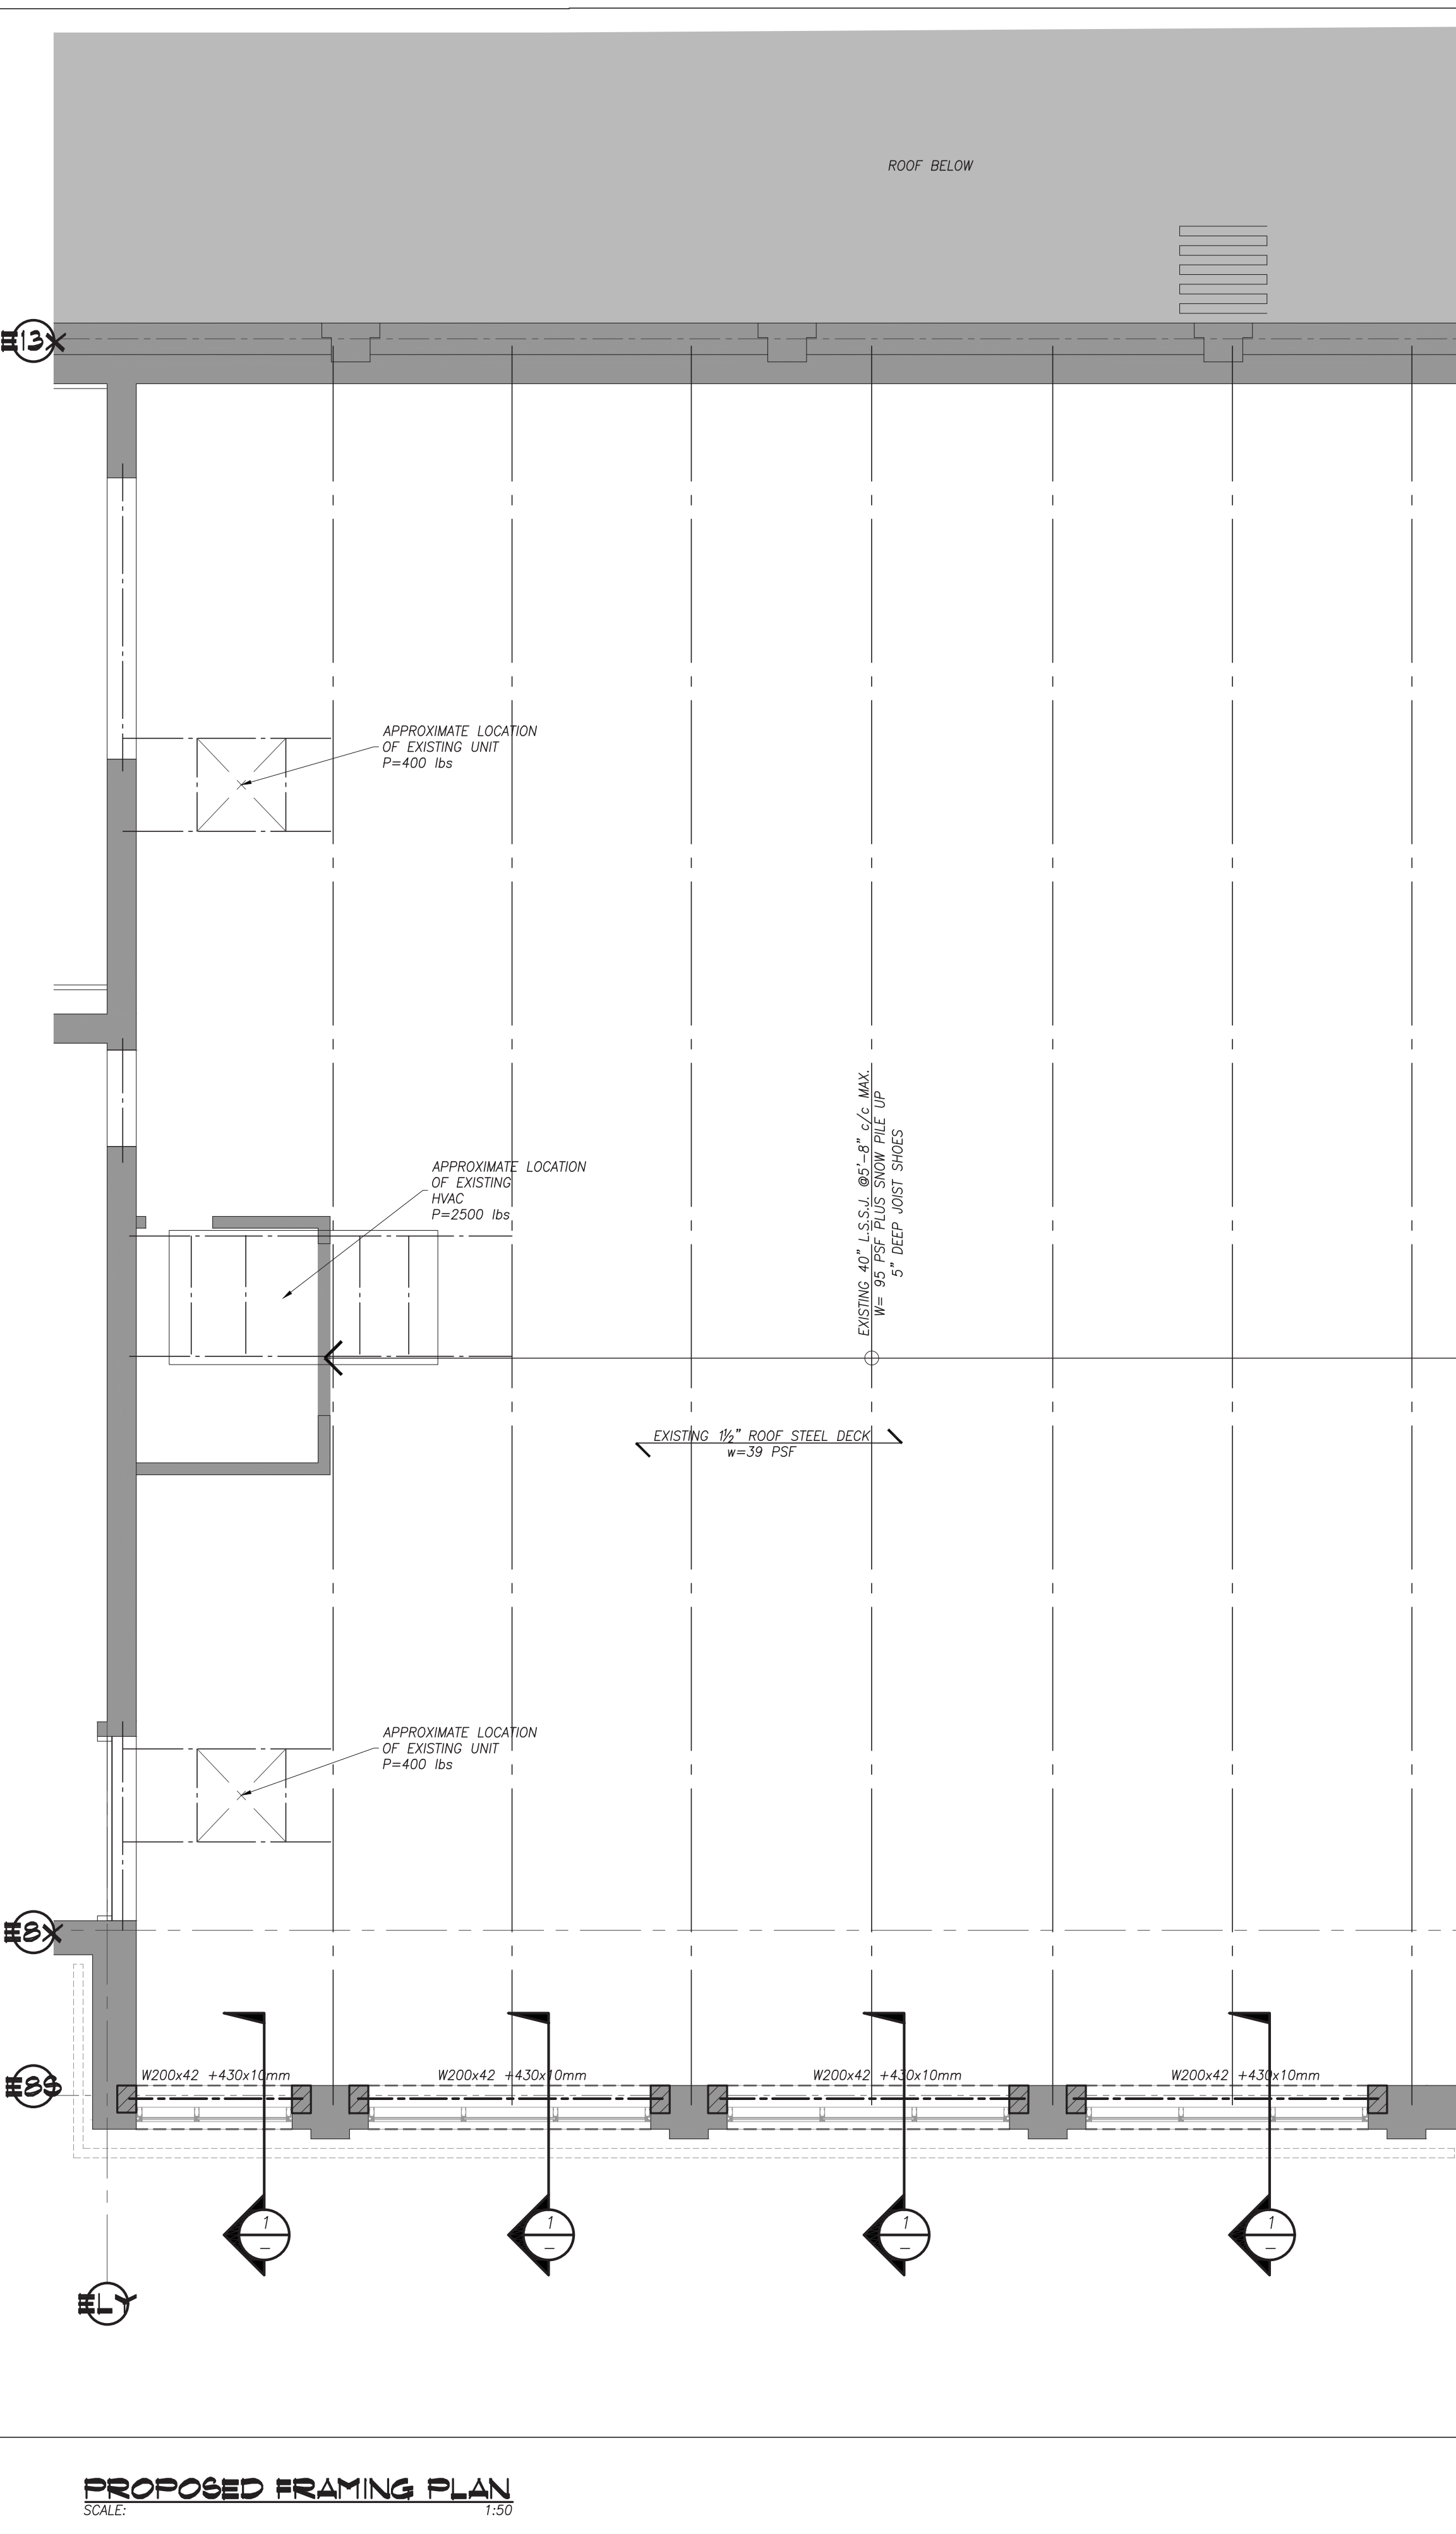 ROOF BELOW
13
APPROXIMATE LOCATION
OF EXISTING UNIT
P=400 lbs
EXISTING 40" L.S.S.J. @5'-8" c/c MAX.
W= 95 PSF PLUS SNOW PILE UP
5" DEEP JOIST SHOES
APPROXIMATE LOCATION
OF EXISTING
HVAC
P=2500 lbs
EXISTING 1½" ROOF STEEL DECK
w=39 PSF
APPROXIMATE LOCATION
OF EXISTING UNIT
P=400 lbs
8
W200x42 +430x10mm
W200x42 +430x10mm
W200x42 +430x10mm
W200x42 +430x10mm
1
–
1
–
1
–
1
–
PROPOSED FRAMING PLAN
SCALE: 1:50